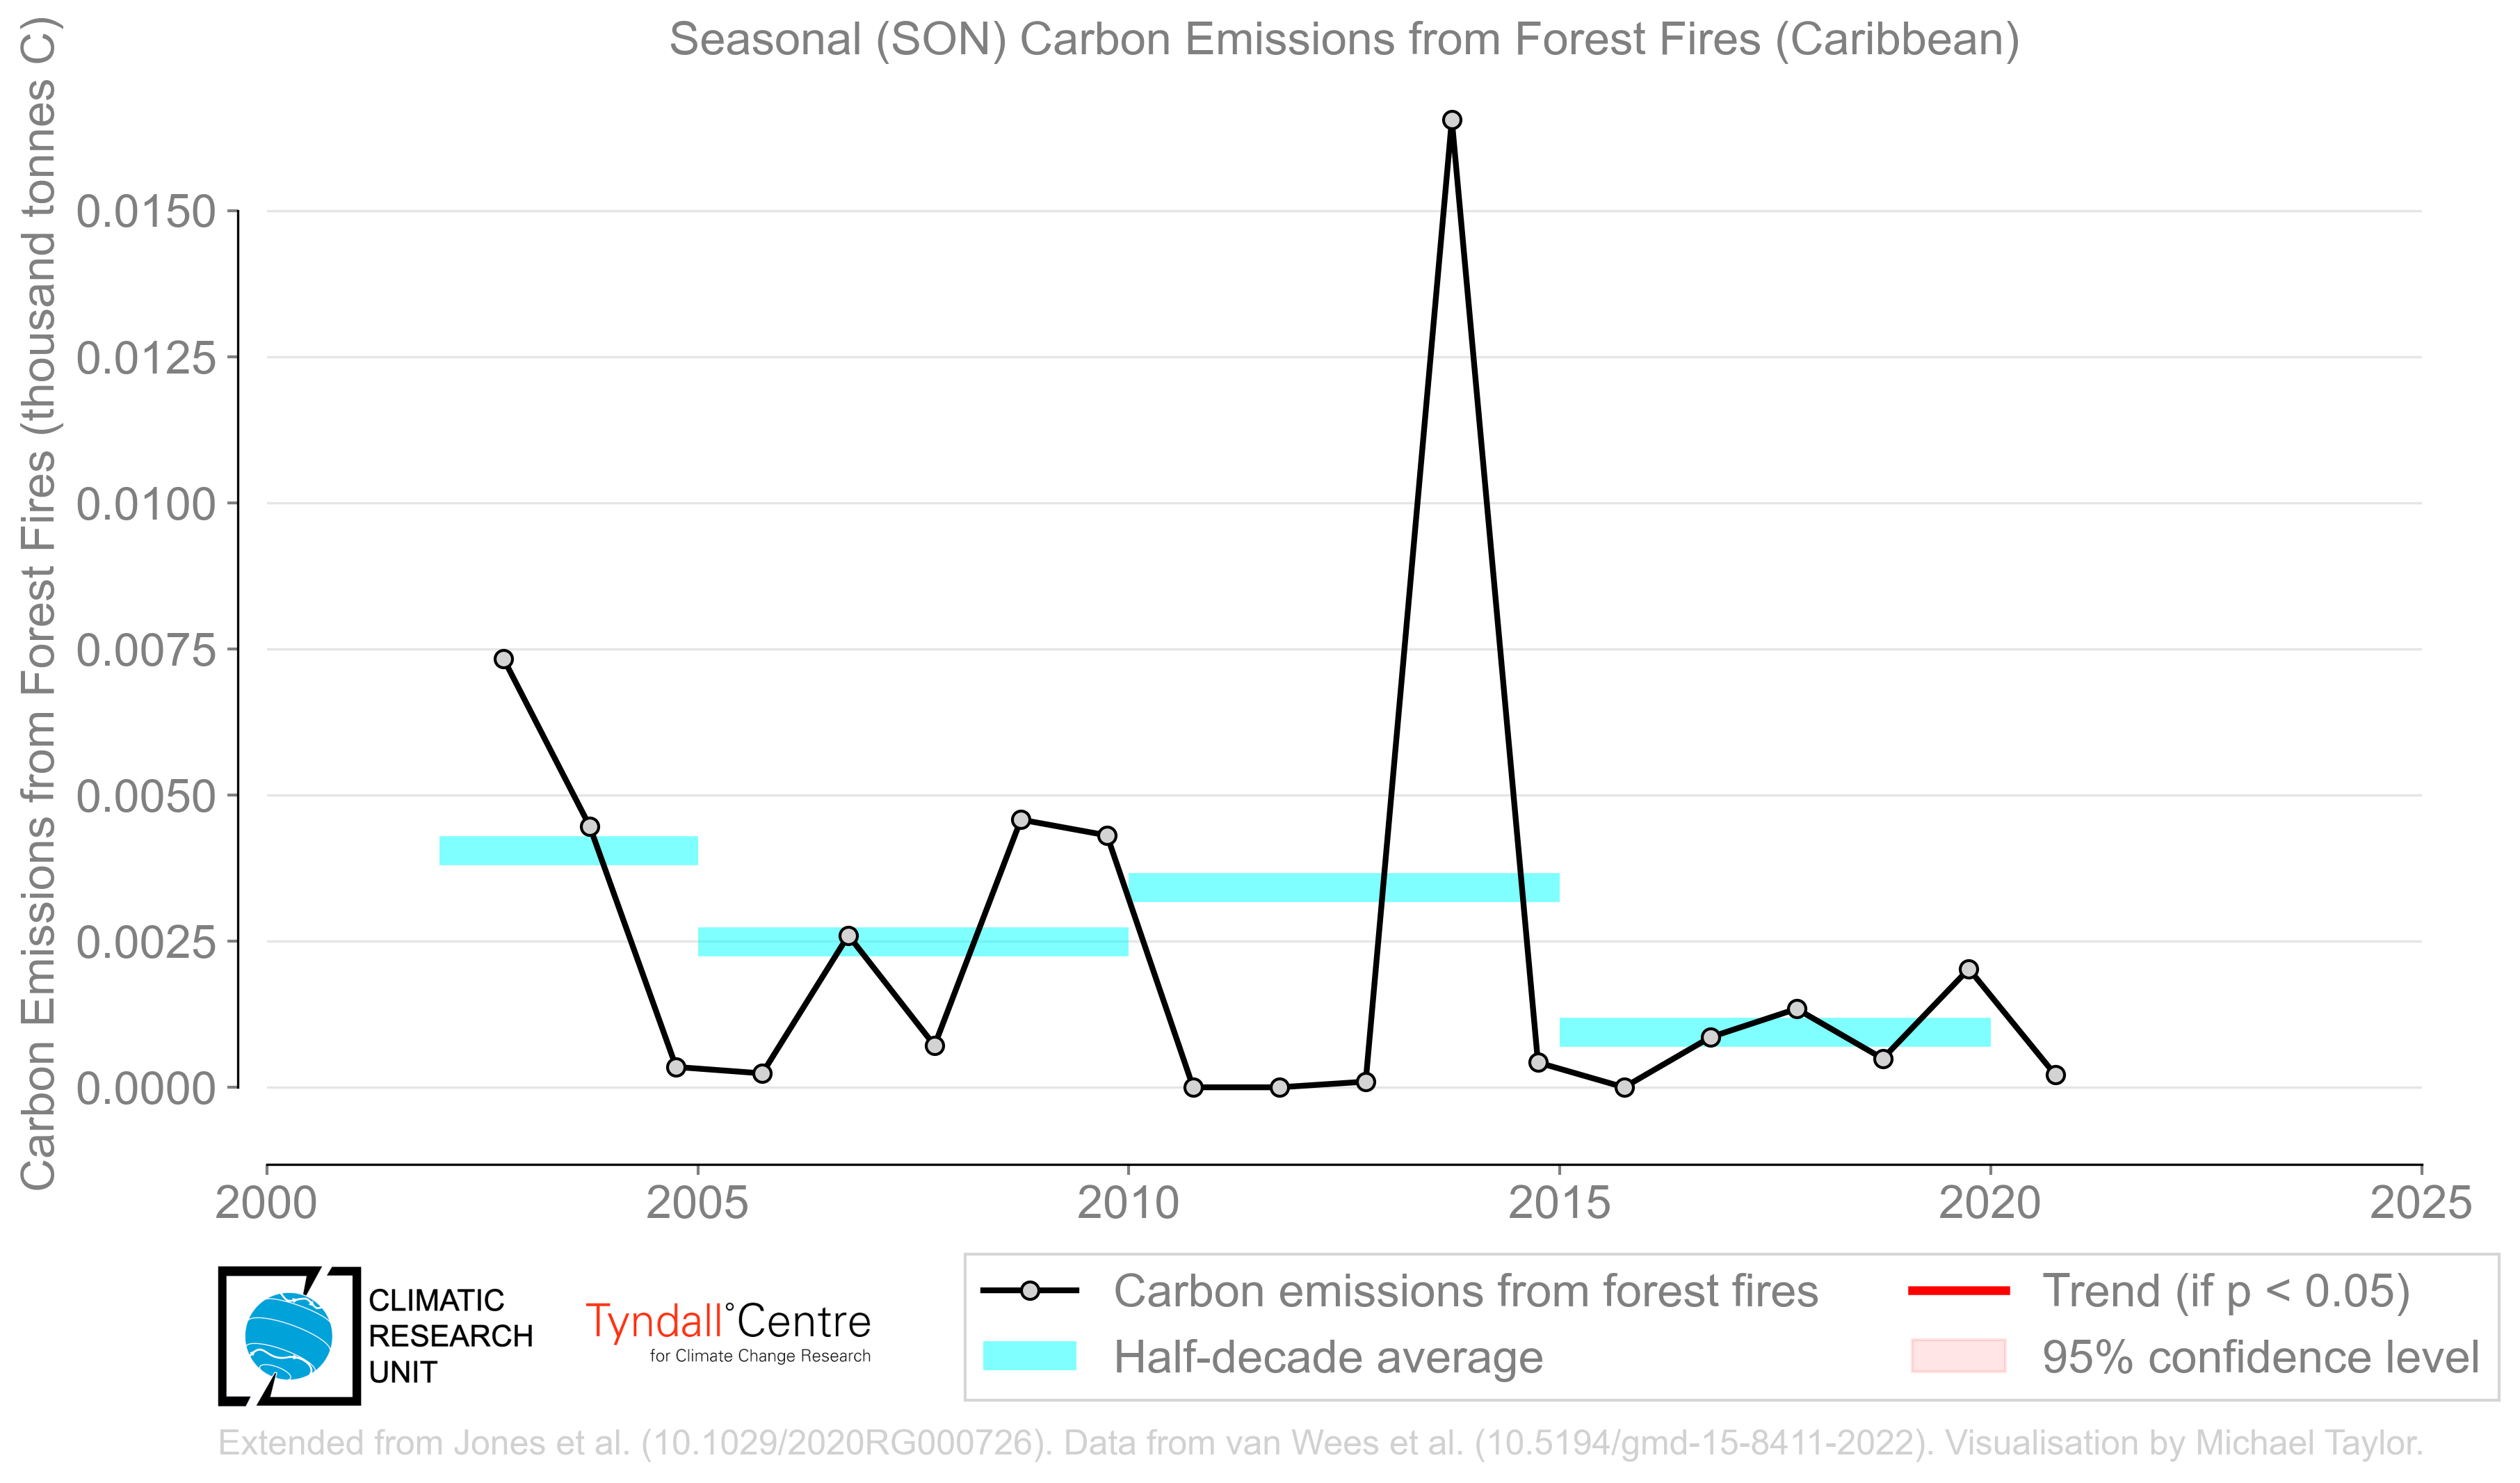 Seasonal (SON) Carbon Emissions from Forest Fires (Caribbean)
Carbon Emissions from Forest Fires (thousand tonnes C)
0.0150
0.0125
0.0100
0.0075
0.0050
0.0025
0.0000
2000 2005 2010 2015 2020 2025
CLIMATIC
RESEARCH
UNIT
Tyndall°Centre
for Climate Change Research
Carbon emissions from forest fires
Half-decade average
Trend (if p < 0.05)
95% confidence level
Extended from Jones et al. (10.1029/2020RG000726). Data from van Wees et al. (10.5194/gmd-15-8411-2022). Visualisation by Michael Taylor.